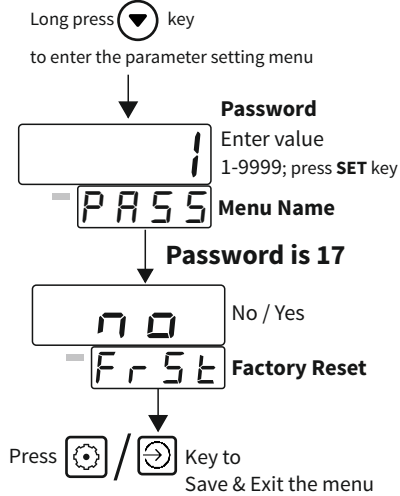 Long press key
to enter the parameter setting menu
Password
Enter value
1-9999; press SET key
1
PASS Menu Name
Password is 17
no No / Yes
FrSt Factory Reset
Press / Key to
Save & Exit the menu